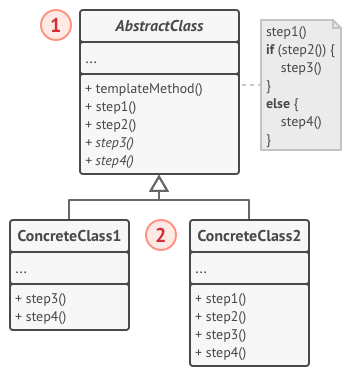 1
AbstractClass
...
+ templateMethod()
+ step1()
+ step2()
+ step3()
+ step4()
step1()
if (step2()) {
step3()
}
else {
step4()
}
2
ConcreteClass1
...
+ step3()
+ step4()
ConcreteClass2
...
+ step1()
+ step2()
+ step3()
+ step4()